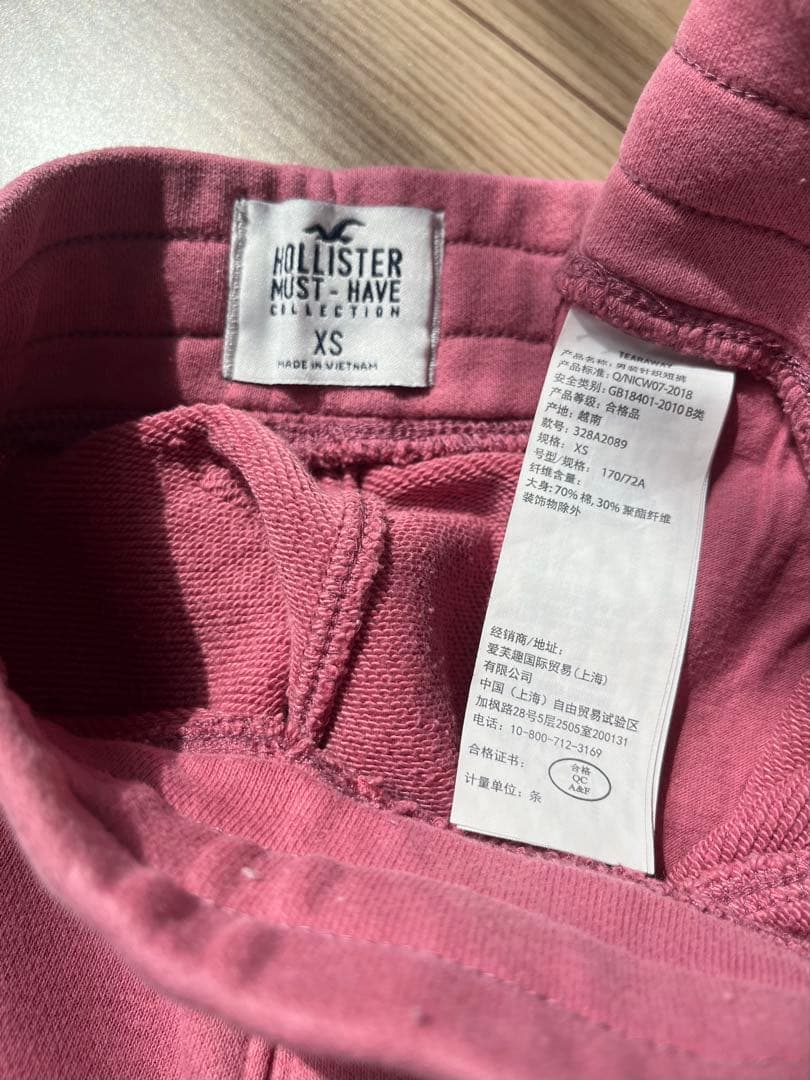 HOLLISTER
MUST-HAVE
COLLECTION
XS
MADE IN VIETNAM
TEARAWAY
产品名称: 男装针织短裤
产品标准: Q/NICW07-2018
安全类别: GB18401-2010 B类
产品等级: 合格品
产地: 越南
款号: 328A2089
规格: XS
号型/规格: 170/72A
纤维含量:
大身: 70% 棉, 30% 聚酯纤维
装饰物除外
经销商/地址:
爱芙趣国际贸易(上海)
有限公司
中国 (上海) 自由贸易试验区
加枫路28号5层2505室200131
电话: 10-800-712-3169
合格证书:
合格
QC
A&F
计量单位: 条